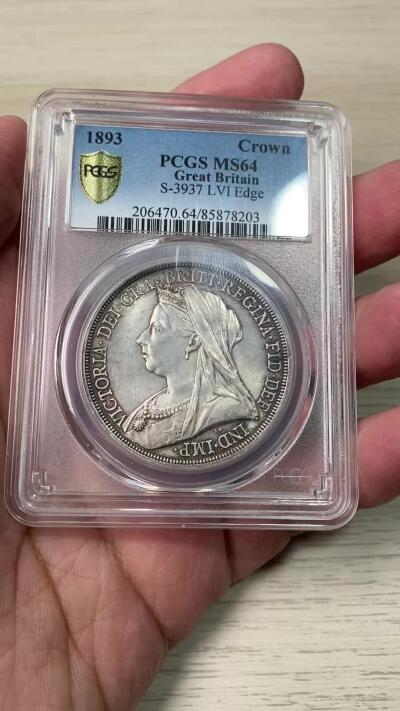 1893
Crown
PCGS
PCGS MS64
Great Britain
S-3937 LVI Edge
206470.64/85878203
VICTORIA·DEI·GRA·BRITT·REGINA·FID·DEF·IND·IMP·